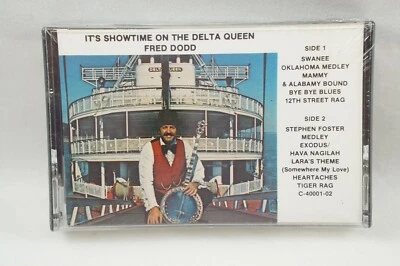 IT'S SHOWTIME ON THE DELTA QUEEN
FRED DODD
SIDE 1
SWANEE
OKLAHOMA MEDLEY
MAMMY
& ALABAMY BOUND
BYE BYE BLUES
12TH STREET RAG
SIDE 2
STEPHEN FOSTER
MEDLEY
EXODUS/
HAVA NAGILAH
LARA'S THEME
(Somewhere My Love)
HEARTACHES
TIGER RAG
C-40001-02